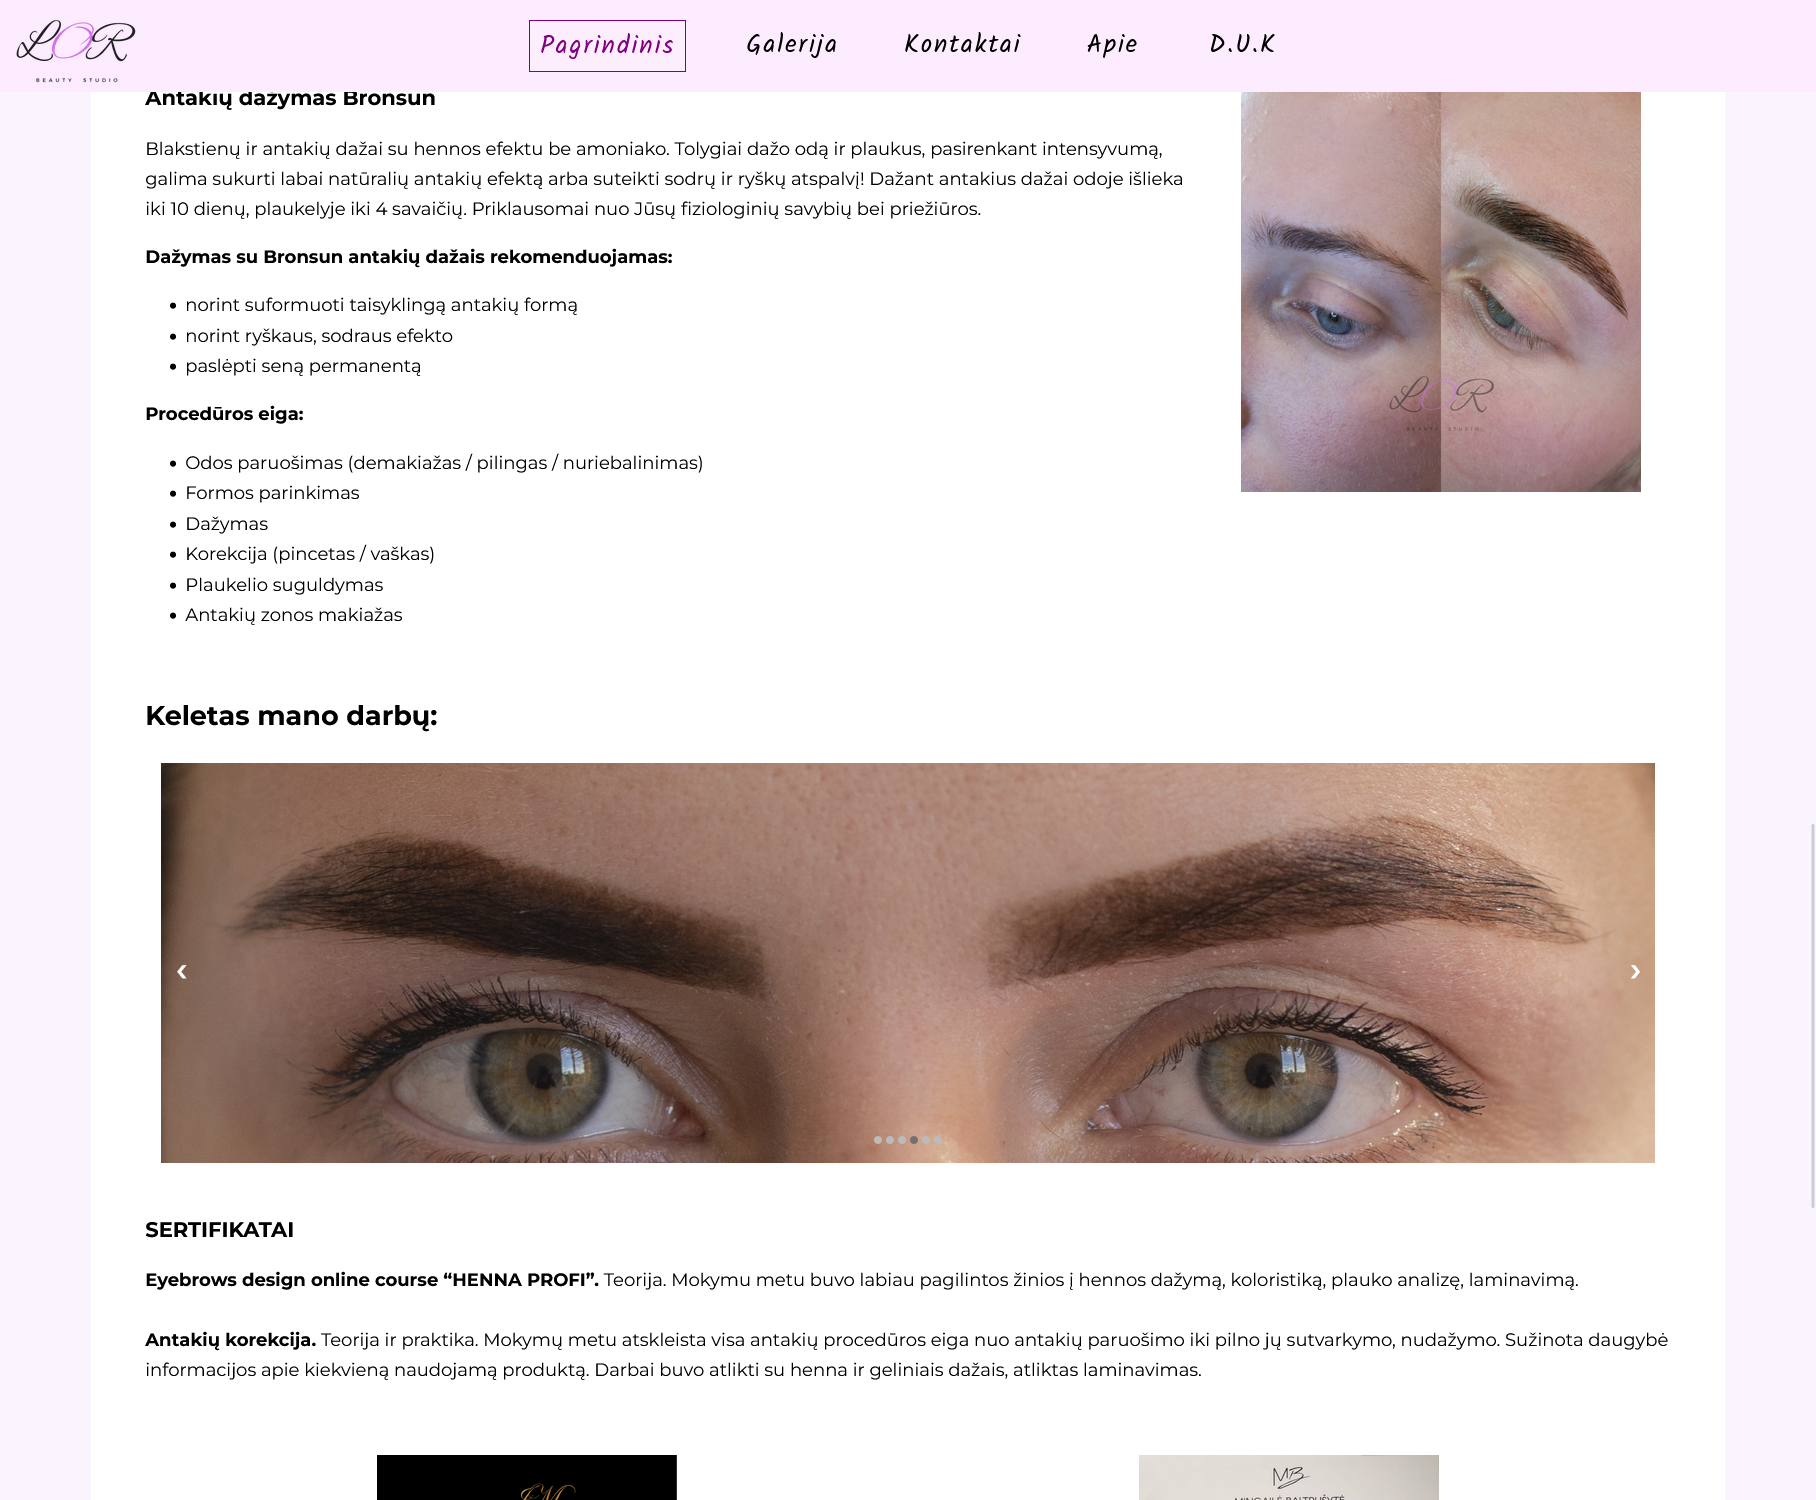 LOR
BEAUTY STUDIO
Pagrindinis
Galerija
Kontaktai
Apie
D.U.K
Antakių dažymas Bronsun
Blakstienų ir antakių dažai su hennos efektu be amoniako. Tolygiai dažo odą ir plaukus, pasirenkant intensyvumą,
galima sukurti labai natūralių antakių efektą arba suteikti sodrų ir ryškų atspalvį! Dažant antakius dažai odoje išlieka
iki 10 dienų, plaukelyje iki 4 savaičių. Priklausomai nuo Jūsų fiziologinių savybių bei priežiūros.
Dažymas su Bronsun antakių dažais rekomenduojamas:
• norint suformuoti taisyklingą antakių formą
• norint ryškaus, sodraus efekto
• paslėpti seną permanentą
Procedūros eiga:
• Odos paruošimas (demakiažas / pilingas / nuriebalinimas)
• Formos parinkimas
• Dažymas
• Korekcija (pincetas / vaškas)
• Plaukelio suguldymas
• Antakių zonos makiažas
LOR
BEAUTY STUDIO
Keletas mano darbų:
‹
›
SERTIFIKATAI
Eyebrows design online course “HENNA PROFI”. Teorija. Mokymu metu buvo labiau pagilintos žinios į hennos dažymą, koloristiką, plauko analizę, laminavimą.
Antakių korekcija. Teorija ir praktika. Mokymų metu atskleista visa antakių procedūros eiga nuo antakių paruošimo iki pilno jų sutvarkymo, nudažymo. Sužinota daugybė
informacijos apie kiekvieną naudojamą produktą. Darbai buvo atlikti su henna ir geliniais dažais, atliktas laminavimas.
MB
MINGAILĖ BALTRUŠYTĖ